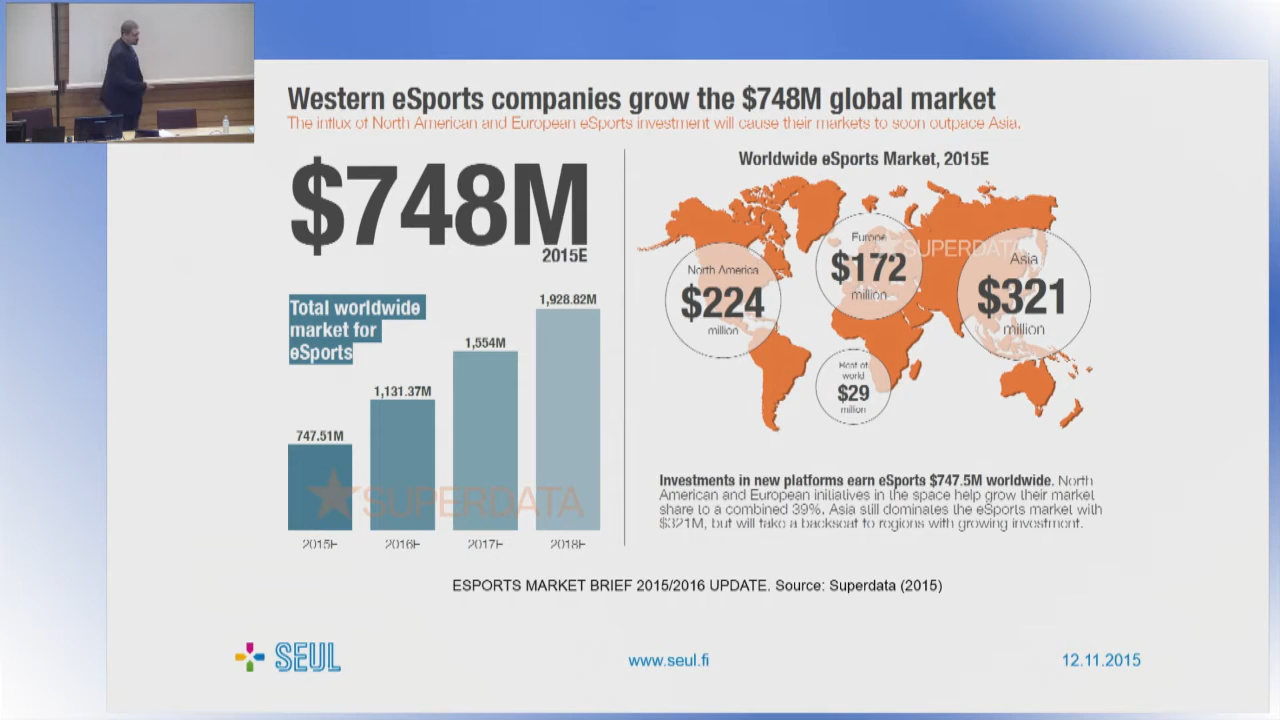 Western eSports companies grow the $748M global market
The influx of North American and European eSports investment will cause their markets to soon outpace Asia.
$748M
2015E
Total worldwide
market for
eSports
747.51M
1,131.37M
1,554M
1,928.82M
2015E
2016E
2017E
2018E
SUPERDATA
Worldwide eSports Market, 2015E
SUPERDATA
North America
$224
million
Europe
$172
million
Asia
$321
million
Rest of
world
$29
million
Investments in new platforms earn eSports $747.5M worldwide. North
American and European initiatives in the space help grow their market
share to a combined 39%. Asia still dominates the eSports market with
$321M, but will take a backseat to regions with growing investment.
ESPORTS MARKET BRIEF 2015/2016 UPDATE. Source: Superdata (2015)
SEUL
www.seul.fi
12.11.2015